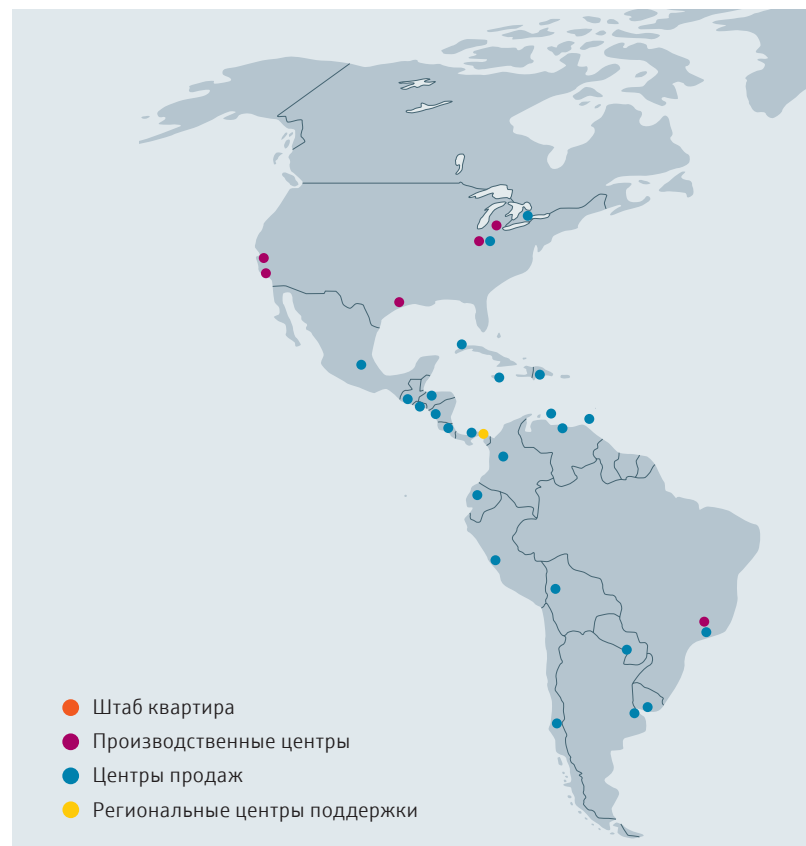 Штаб квартира
Производственные центры
Центры продаж
Региональные центры поддержки